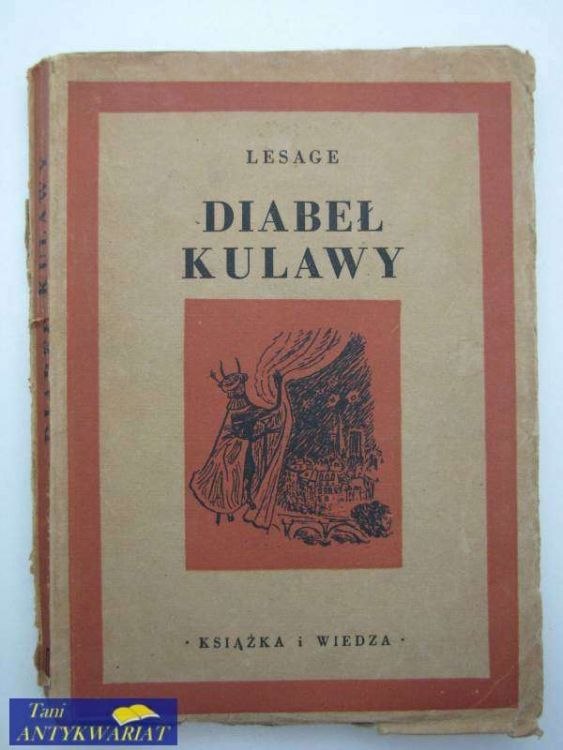 LESAGE
DIABEŁ
KULAWY
· KSIĄŻKA i WIEDZA ·
DIABEŁ KULAWY
Tani
ANTYKWARIAT